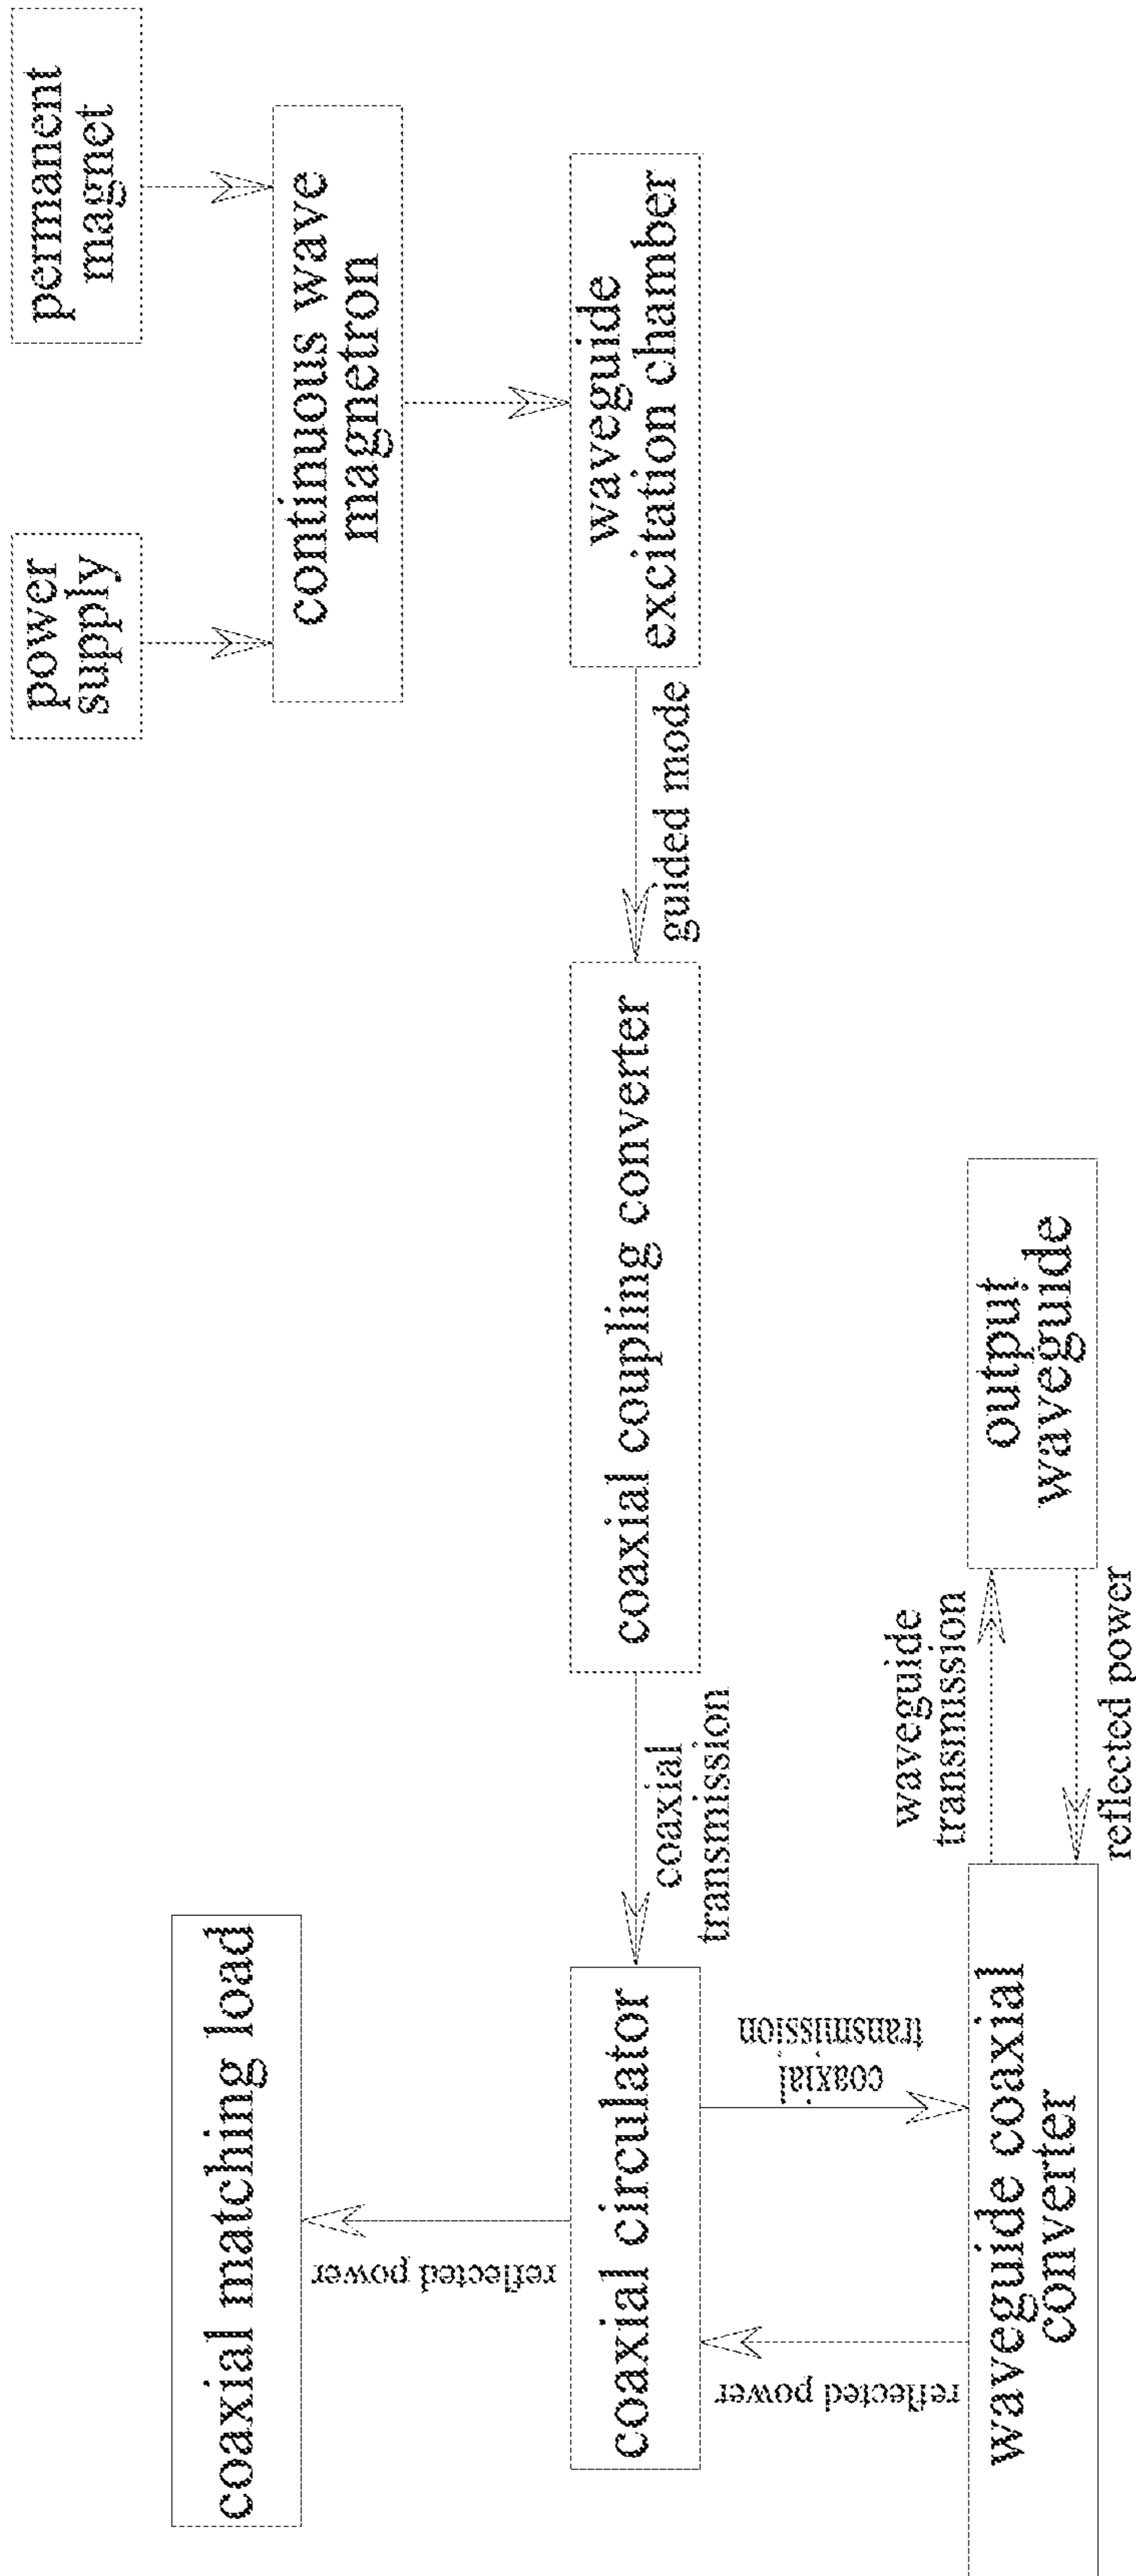 coaxial matching load
reflected power
coaxial circulator
coaxial
transmission
reflected power
coaxial
transmission
waveguide coaxial
converter
waveguide
transmission
reflected power
output
waveguide
coaxial coupling converter
guided mode
waveguide
excitation chamber
continuous wave
magnetron
power
supply
permanent
magnet